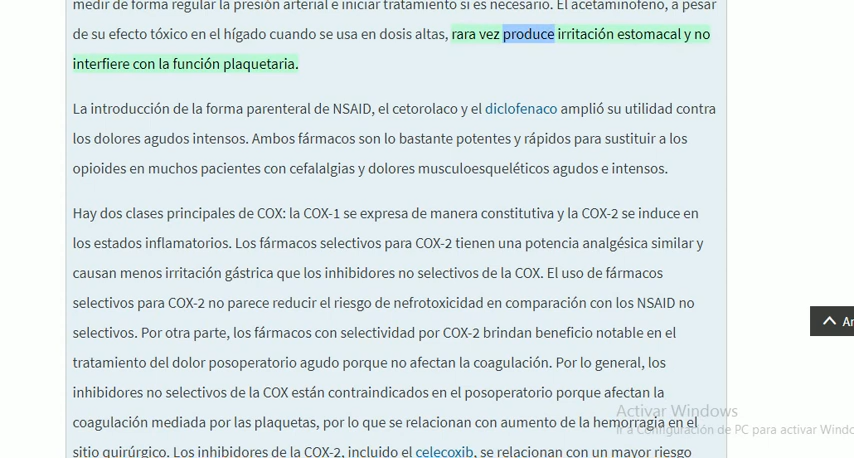 medir de forma regular la presión arterial e iniciar tratamiento si es necesario. El acetaminofeno, a pesar
de su efecto tóxico en el hígado cuando se usa en dosis altas, rara vez produce irritación estomacal y no
interfiere con la función plaquetaria.
La introducción de la forma parenteral de NSAID, el cetorolaco y el diclofenaco amplió su utilidad contra
los dolores agudos intensos. Ambos fármacos son lo bastante potentes y rápidos para sustituir a los
opioides en muchos pacientes con cefalalgias y dolores musculoesqueléticos agudos e intensos.
Hay dos clases principales de COX: la COX-1 se expresa de manera constitutiva y la COX-2 se induce en
los estados inflamatorios. Los fármacos selectivos para COX-2 tienen una potencia analgésica similar y
causan menos irritación gástrica que los inhibidores no selectivos de la COX. El uso de fármacos
selectivos para COX-2 no parece reducir el riesgo de nefrotoxicidad en comparación con los NSAID no
selectivos. Por otra parte, los fármacos con selectividad por COX-2 brindan beneficio notable en el
tratamiento del dolor posoperatorio agudo porque no afectan la coagulación. Por lo general, los
inhibidores no selectivos de la COX están contraindicados en el posoperatorio porque afectan la
coagulación mediada por las plaquetas, por lo que se relacionan con aumento de la hemorragia en el
sitio quirúrgico. Los inhibidores de la COX-2, incluido el celecoxib, se relacionan con un mayor riesgo
Ar
Activar Windows
Ir a Configuración de PC para activar Windo